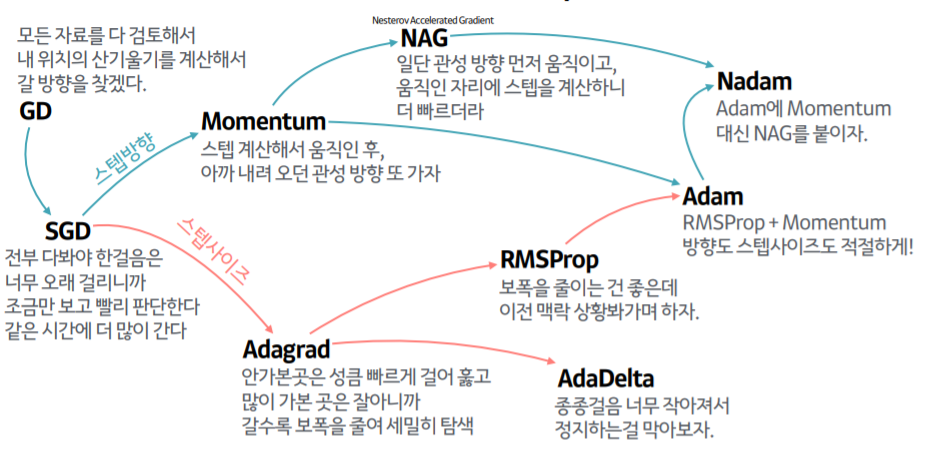 모든 자료를 다 검토해서
내 위치의 산기울기를 계산해서
갈 방향을 찾겠다.
GD
스텝방향
Nesterov Accelerated Gradient
NAG
일단 관성 방향 먼저 움직이고,
움직인 자리에 스텝을 계산하니
더 빠르더라
Momentum
스텝 계산해서 움직인 후,
아까 내려 오던 관성 방향 또 가자
Nadam
Adam에 Momentum
대신 NAG를 붙이자.
Adam
RMSProp + Momentum
방향도 스텝사이즈도 적절하게!
SGD
전부 다봐야 한걸음은
너무 오래 걸리니까
조금만 보고 빨리 판단한다
같은 시간에 더 많이 간다
스텝사이즈
RMSProp
보폭을 줄이는 건 좋은데
이전 맥락 상황봐가며 하자.
Adagrad
안가본곳은 성큼 빠르게 걸어 훓고
많이 가본 곳은 잘아니까
갈수록 보폭을 줄여 세밀히 탐색
AdaDelta
종종걸음 너무 작아져서
정지하는걸 막아보자.